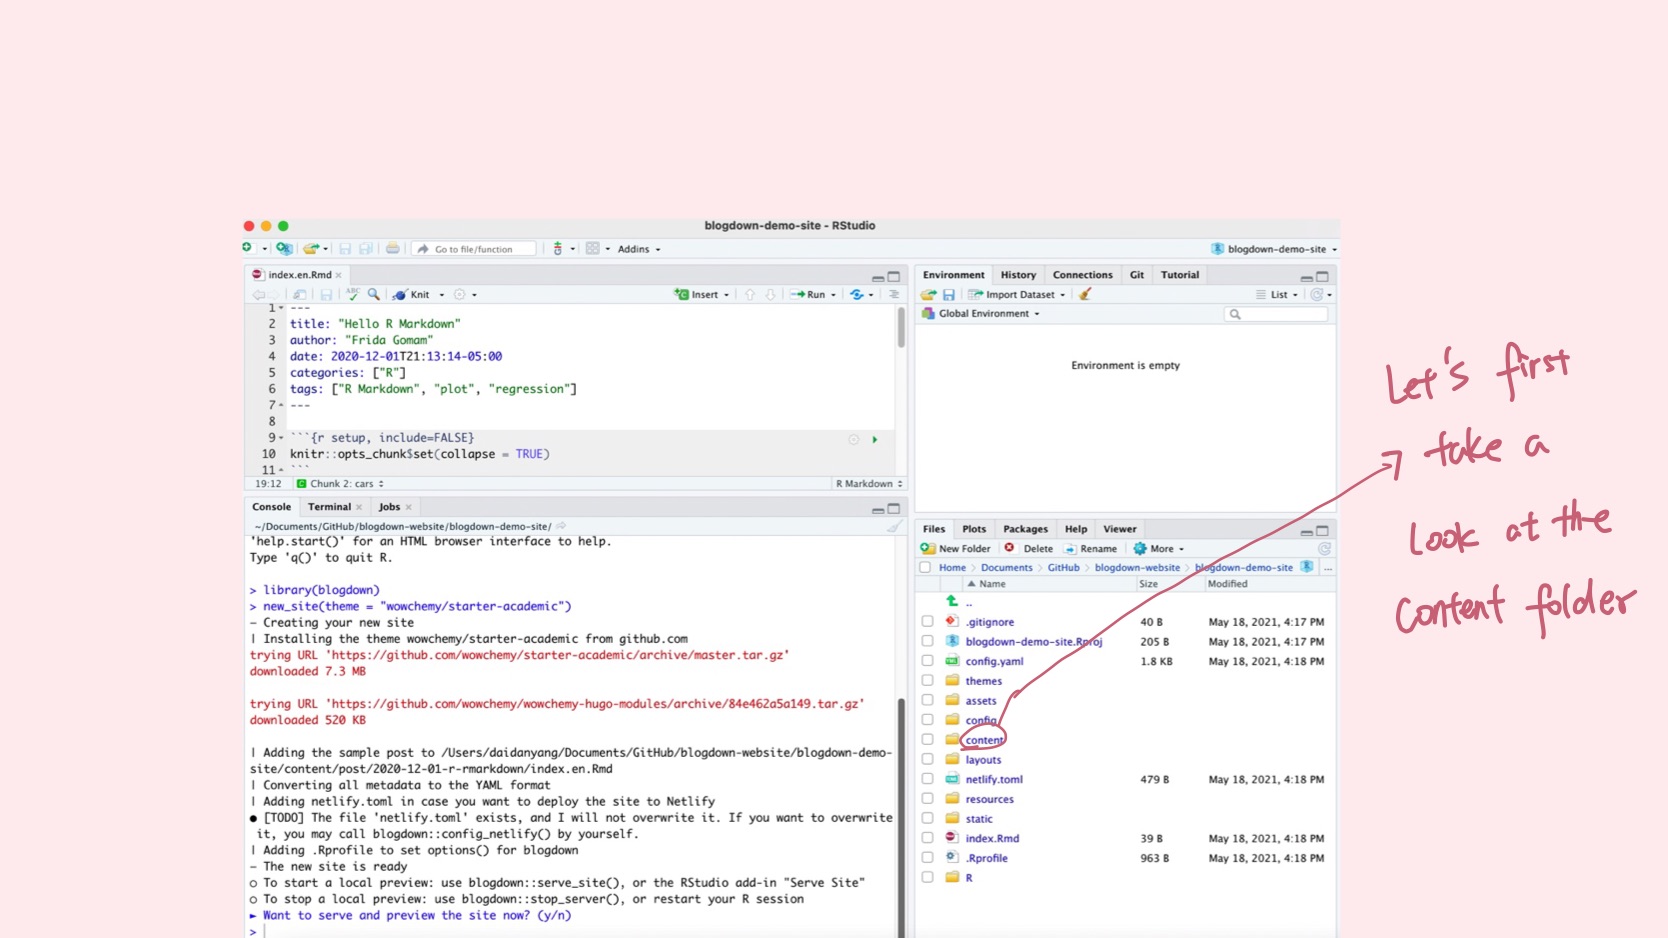 blogdown-demo-site - RStudio
Go to file/function
Addins
blogdown-demo-site
index.en.Rmd
ABC
Knit
Insert
Run
1 ---
2 title: "Hello R Markdown"
3 author: "Frida Gomam"
4 date: 2020-12-01T21:13:14-05:00
5 categories: ["R"]
6 tags: ["R Markdown", "plot", "regression"]
7 ---
8
9 ```{r setup, include=FALSE}
10 knitr::opts_chunk$set(collapse = TRUE)
11 ```
19:12 Chunk 2: cars R Markdown
Console Terminal Jobs
~/Documents/GitHub/blogdown-website/blogdown-demo-site/
'help.start()' for an HTML browser interface to help.
Type 'q()' to quit R.
> library(blogdown)
> new_site(theme = "wowchemy/starter-academic")
– Creating your new site
| Installing the theme wowchemy/starter-academic from github.com
trying URL 'https://github.com/wowchemy/starter-academic/archive/master.tar.gz'
downloaded 7.3 MB
trying URL 'https://github.com/wowchemy/wowchemy-hugo-modules/archive/84e462a5a149.tar.gz'
downloaded 520 KB
| Adding the sample post to /Users/daidanyang/Documents/GitHub/blogdown-website/blogdown-demo-
site/content/post/2020-12-01-r-rmarkdown/index.en.Rmd
| Converting all metadata to the YAML format
| Adding netlify.toml in case you want to deploy the site to Netlify
● [TODO] The file 'netlify.toml' exists, and I will not overwrite it. If you want to overwrite
it, you may call blogdown::config_netlify() by yourself.
| Adding .Rprofile to set options() for blogdown
– The new site is ready
○ To start a local preview: use blogdown::serve_site(), or the RStudio add-in "Serve Site"
○ To stop a local preview: use blogdown::stop_server(), or restart your R session
► Want to serve and preview the site now? (y/n)
>
Environment History Connections Git Tutorial
Import Dataset
List
Global Environment
Environment is empty
Files Plots Packages Help Viewer
New Folder Delete Rename More
Home > Documents > GitHub > blogdown-website > blogdown-demo-site ...
Name Size Modified
..
.gitignore 40 B May 18, 2021, 4:17 PM
blogdown-demo-site.Rproj 205 B May 18, 2021, 4:17 PM
config.yaml 1.8 KB May 18, 2021, 4:18 PM
themes
assets
config
content
layouts
netlify.toml 479 B May 18, 2021, 4:18 PM
resources
static
index.Rmd 39 B May 18, 2021, 4:18 PM
.Rprofile 963 B May 18, 2021, 4:18 PM
R
Let's first
take a
look at the
content folder